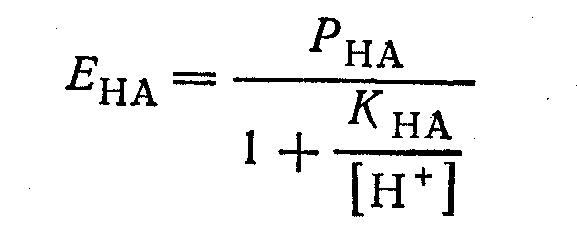 E_HA = P_HA / (1 + K_HA / [H⁺])